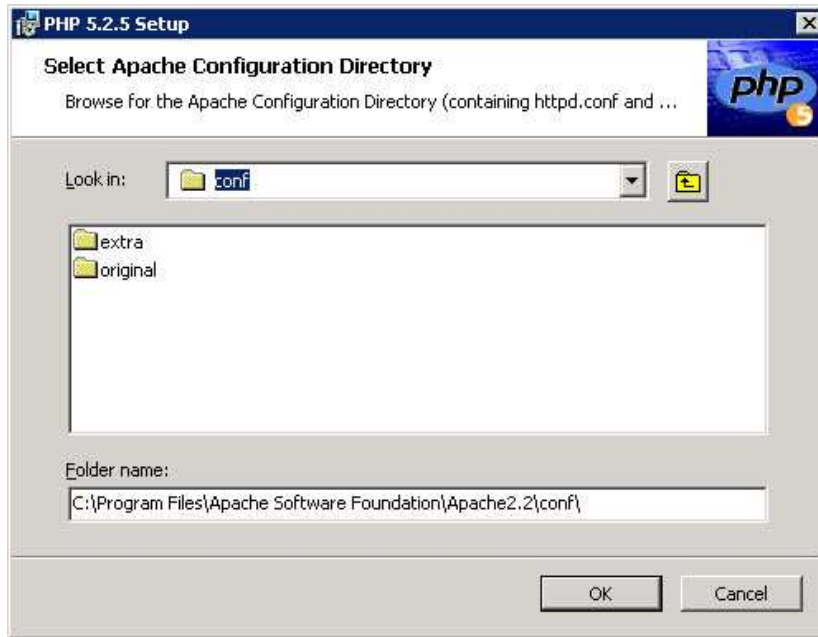 PHP 5.2.5 Setup
Select Apache Configuration Directory
Browse for the Apache Configuration Directory (containing httpd.conf and ...
php
5
Look in:
conf
extra
original
Folder name:
C:\Program Files\Apache Software Foundation\Apache2.2\conf\
OK
Cancel